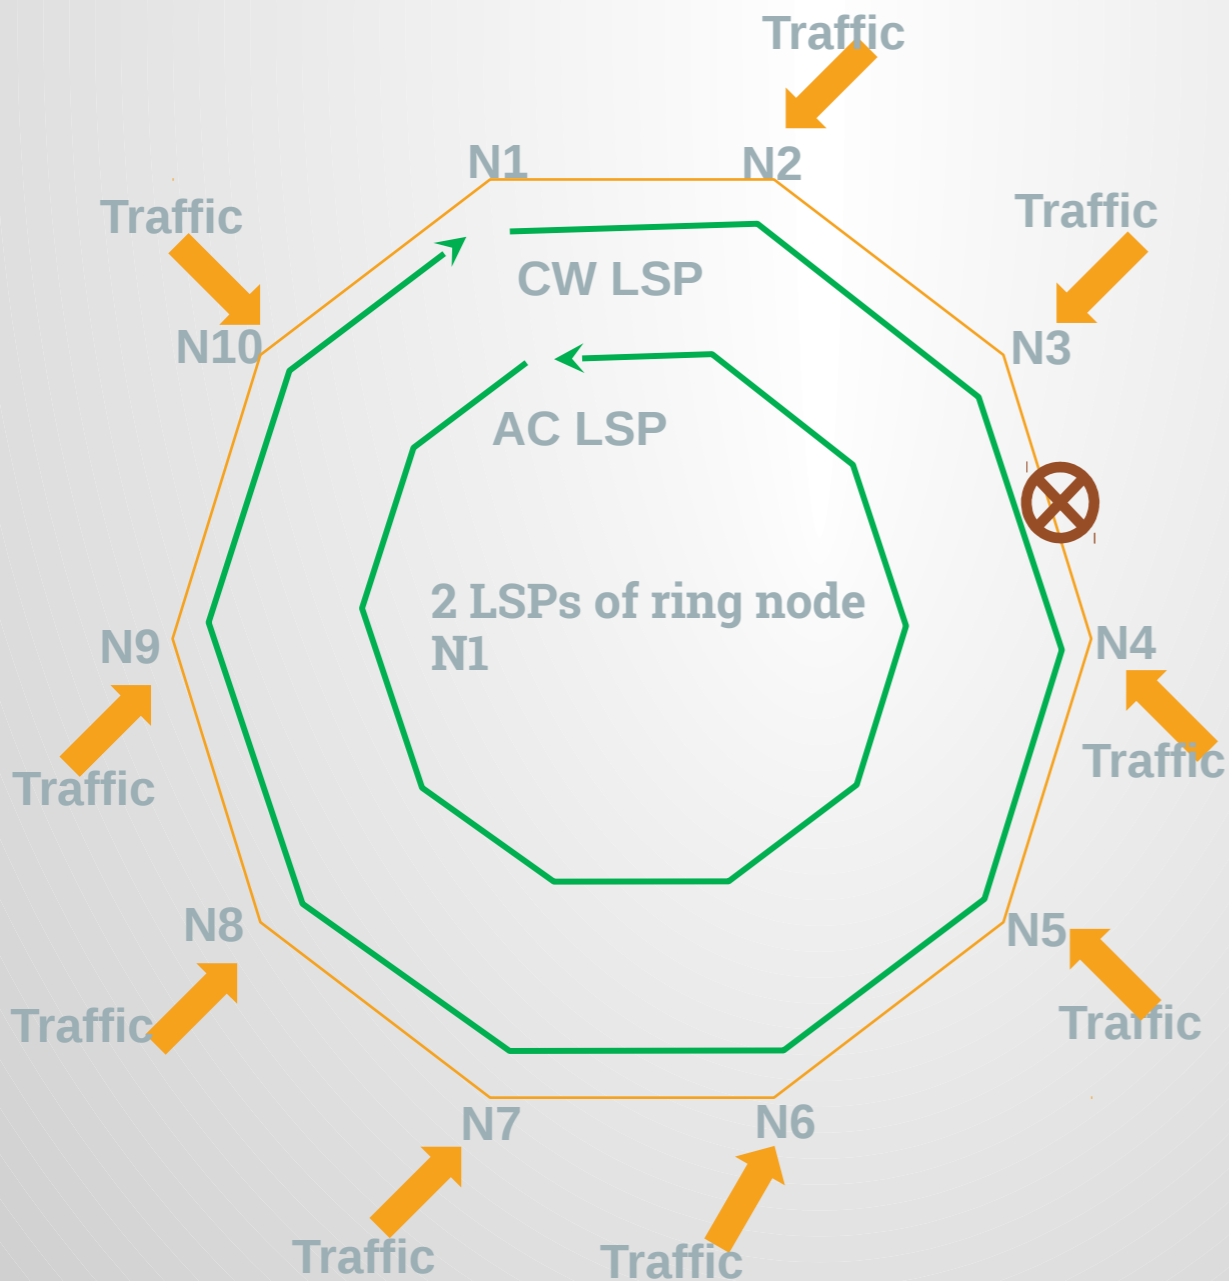 Traffic
N1
N2
Traffic
Traffic
CW LSP
N10
N3
AC LSP
2 LSPs of ring node
N1
N9
N4
Traffic
Traffic
N8
N5
Traffic
Traffic
N7
N6
Traffic
Traffic